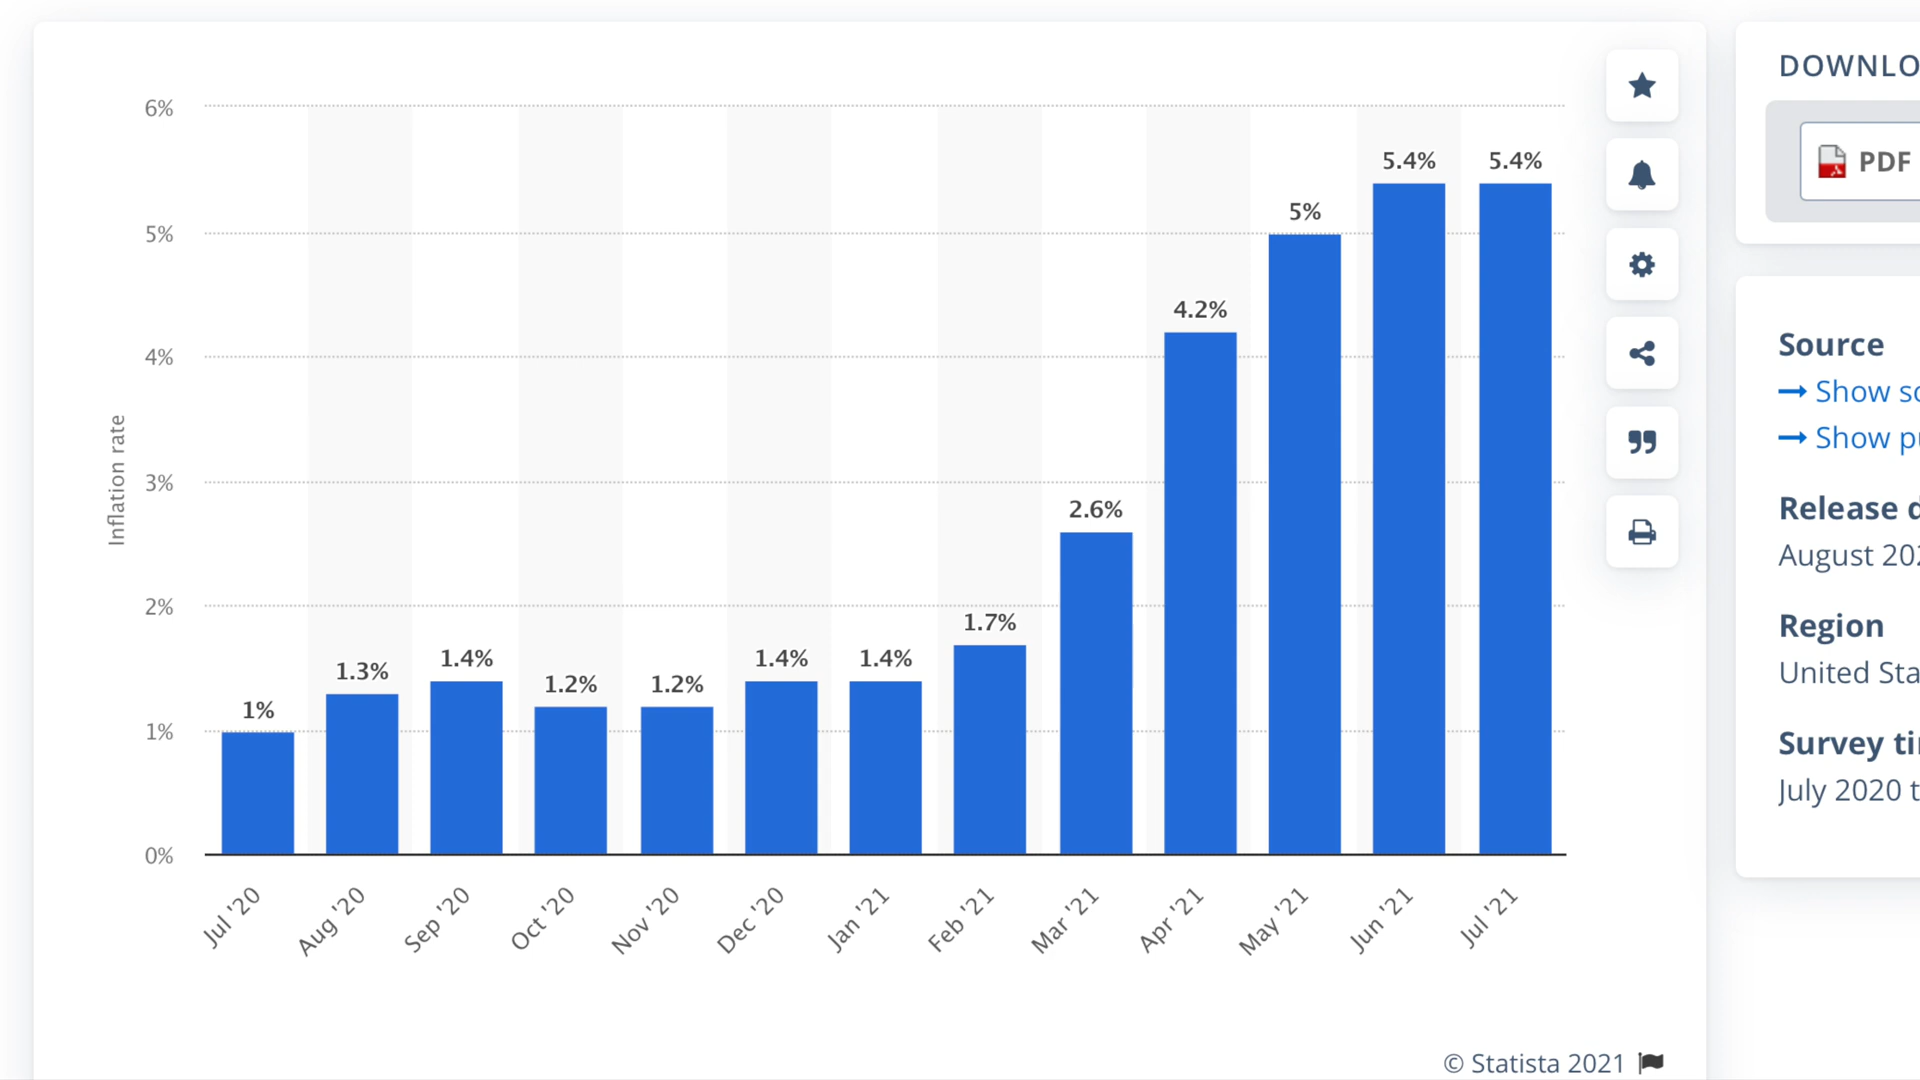 6%
5%
4%
3%
2%
1%
0%
Inflation rate
1%
1.3%
1.4%
1.2%
1.2%
1.4%
1.4%
1.7%
2.6%
4.2%
5%
5.4%
5.4%
Jul '20
Aug '20
Sep '20
Oct '20
Nov '20
Dec '20
Jan '21
Feb '21
Mar '21
Apr '21
May '21
Jun '21
Jul '21
© Statista 2021
DOWNLO
PDF
Source
Show so
Show pu
Release d
August 202
Region
United Sta
Survey ti
July 2020 t